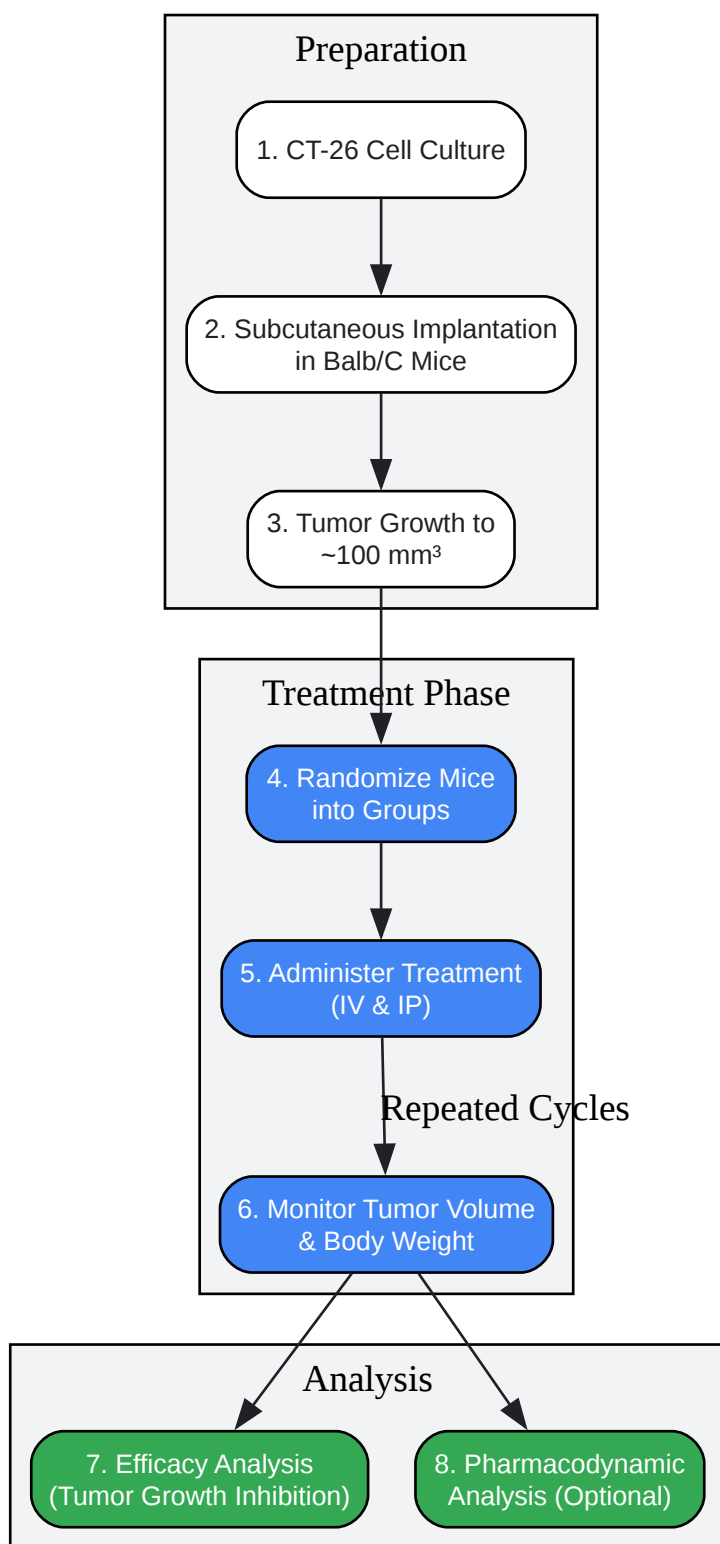 Preparation
1. CT-26 Cell Culture
2. Subcutaneous Implantation
in Balb/C Mice
3. Tumor Growth to
~100 mm³
Treatment Phase
4. Randomize Mice
into Groups
5. Administer Treatment
(IV & IP)
Repeated Cycles
6. Monitor Tumor Volume
& Body Weight
Analysis
7. Efficacy Analysis
(Tumor Growth Inhibition)
8. Pharmacodynamic
Analysis (Optional)